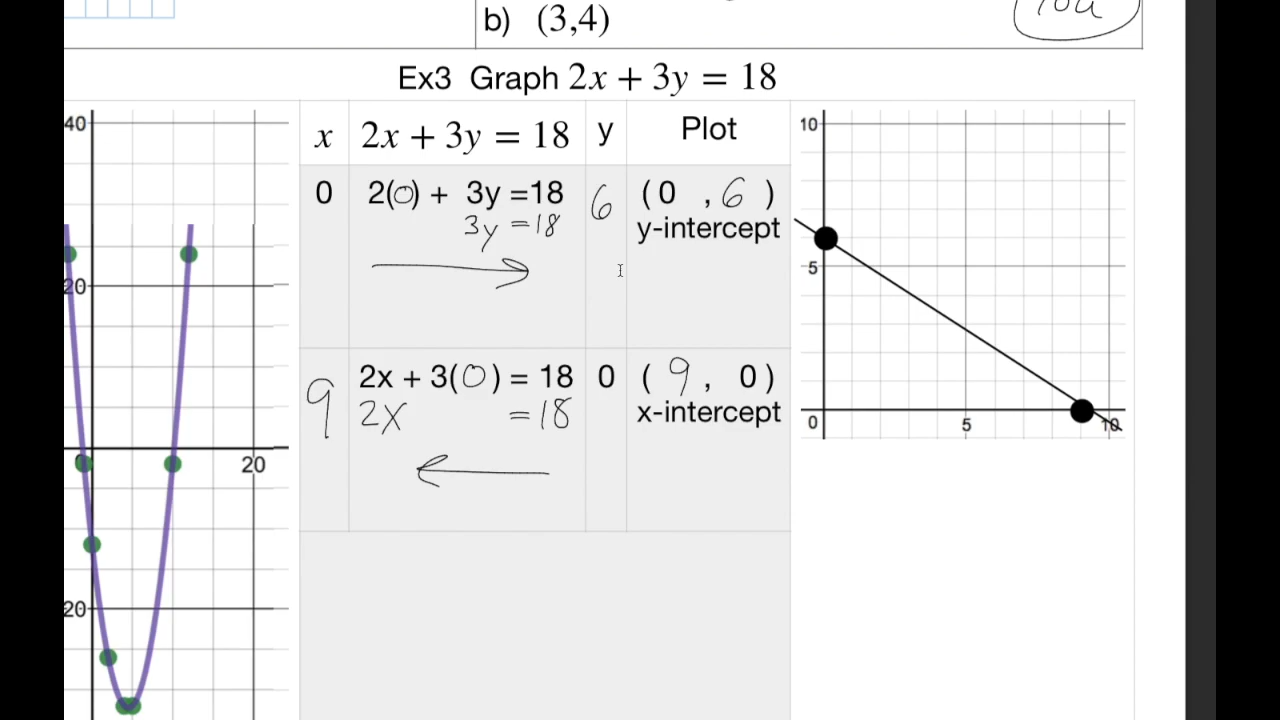 b) (3,4)
You
Ex3 Graph 2x + 3y = 18
x 2x + 3y = 18 y Plot
0 2(0) + 3y =18 6 (0 ,6 )
3y =18 y-intercept
9 2x + 3(0) = 18 0 ( 9, 0)
2X =18 x-intercept
40
20
0 20
20
10
5
0 5 10